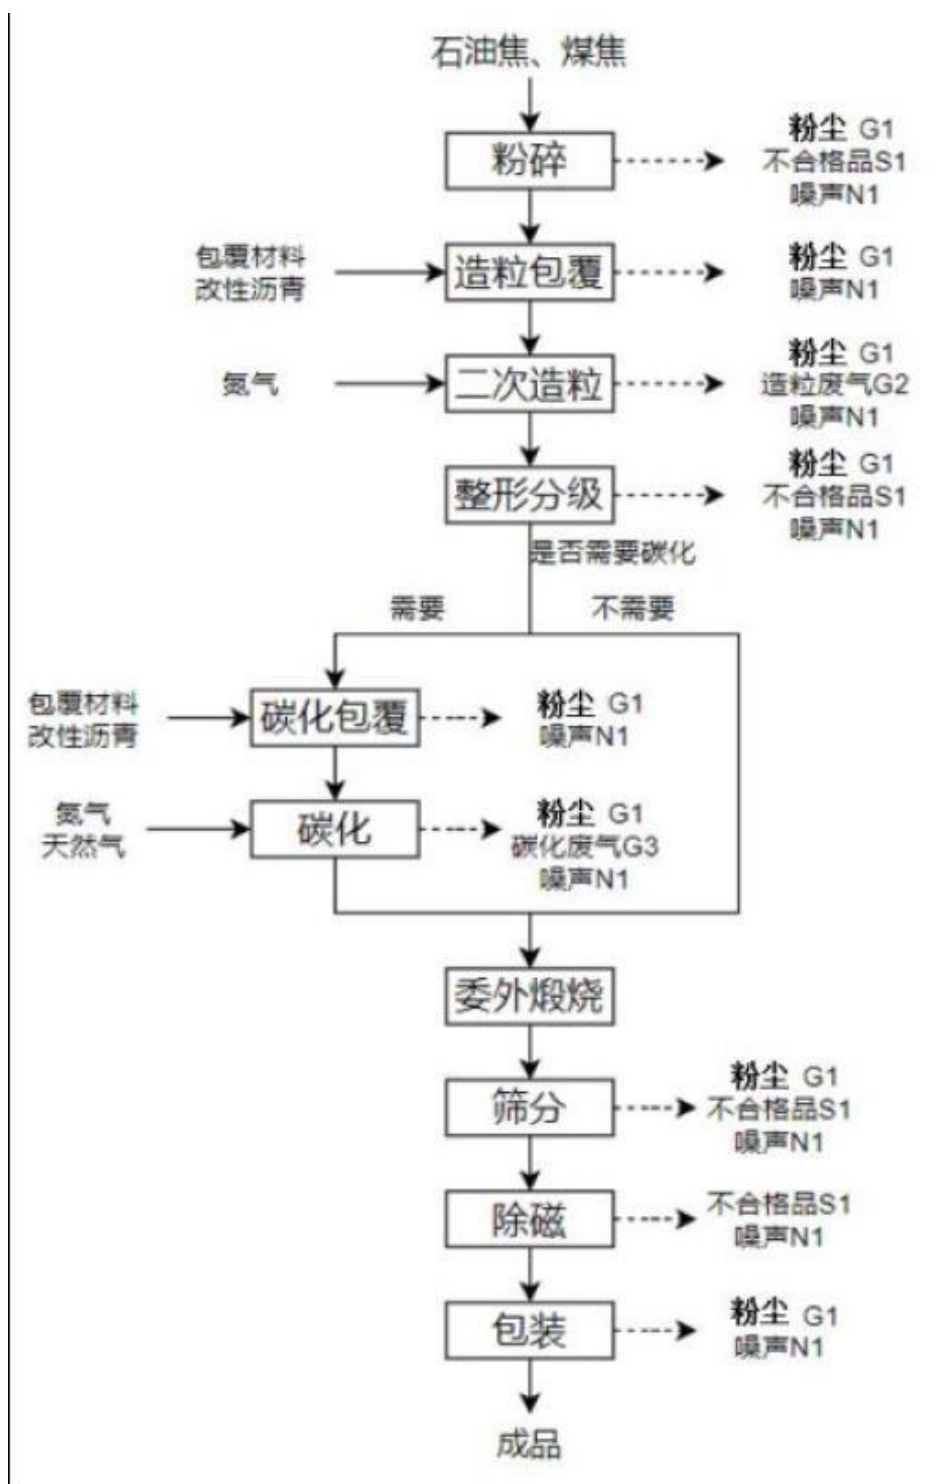 石油焦、煤焦
粉碎
粉尘 G1
不合格品S1
噪声N1
包覆材料
改性沥青
造粒包覆
粉尘 G1
噪声N1
氮气
二次造粒
粉尘 G1
造粒废气G2
噪声N1
整形分级
粉尘 G1
不合格品S1
噪声N1
是否需要碳化
需要
不需要
包覆材料
改性沥青
碳化包覆
粉尘 G1
噪声N1
氮气
天然气
碳化
粉尘 G1
碳化废气G3
噪声N1
委外煅烧
筛分
粉尘 G1
不合格品S1
噪声N1
除磁
不合格品S1
噪声N1
包装
粉尘 G1
噪声N1
成品